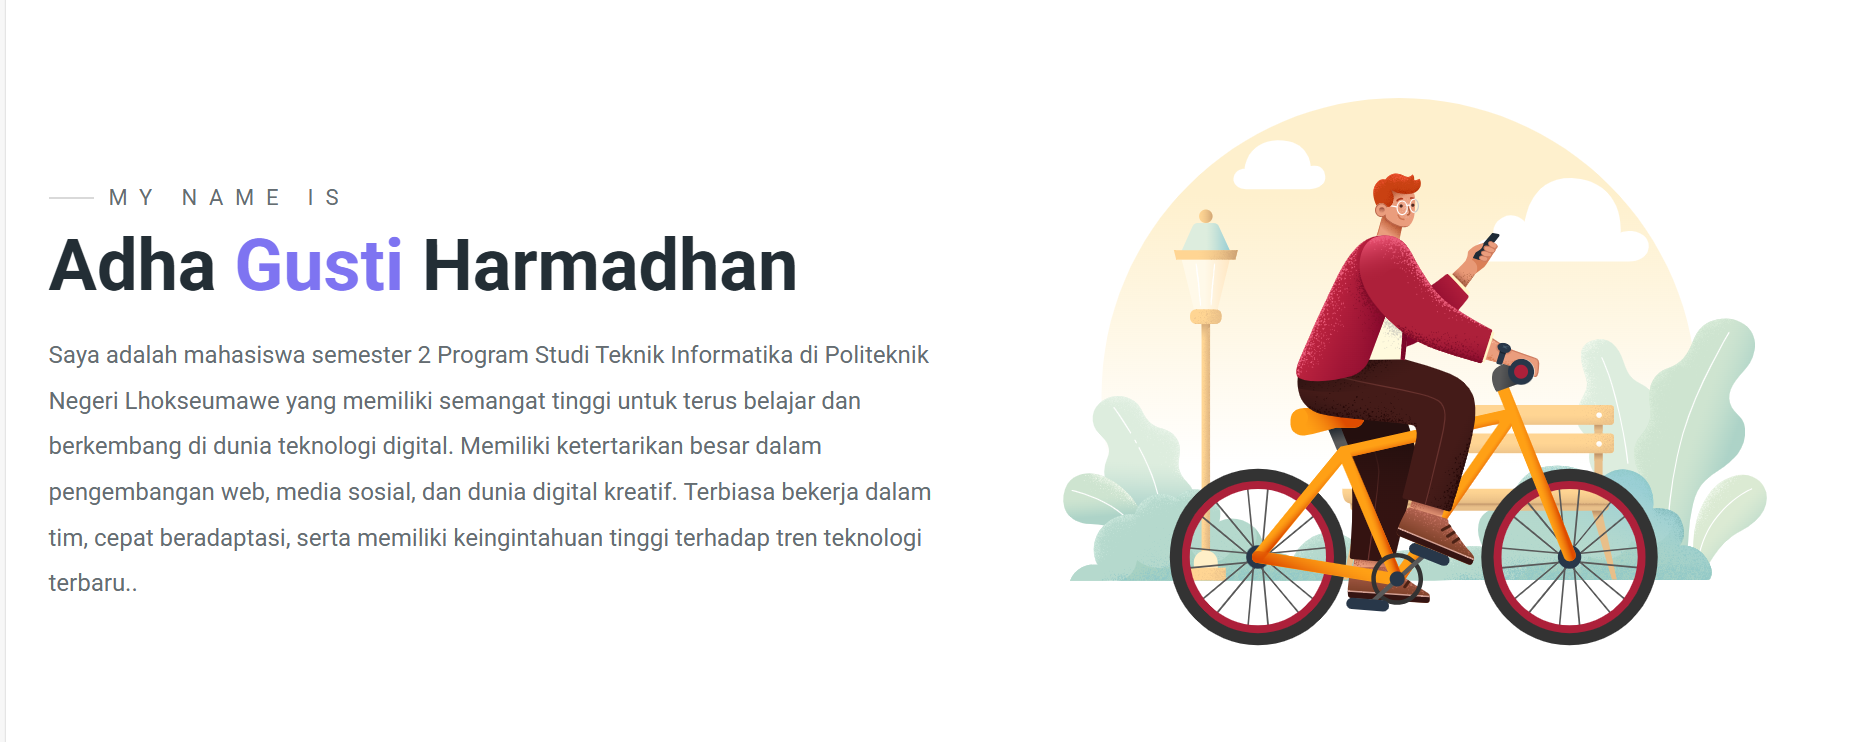 MY NAME IS
Adha Gusti Harmadhan
Saya adalah mahasiswa semester 2 Program Studi Teknik Informatika di Politeknik
Negeri Lhokseumawe yang memiliki semangat tinggi untuk terus belajar dan
berkembang di dunia teknologi digital. Memiliki ketertarikan besar dalam
pengembangan web, media sosial, dan dunia digital kreatif. Terbiasa bekerja dalam
tim, cepat beradaptasi, serta memiliki keingintahuan tinggi terhadap tren teknologi
terbaru..